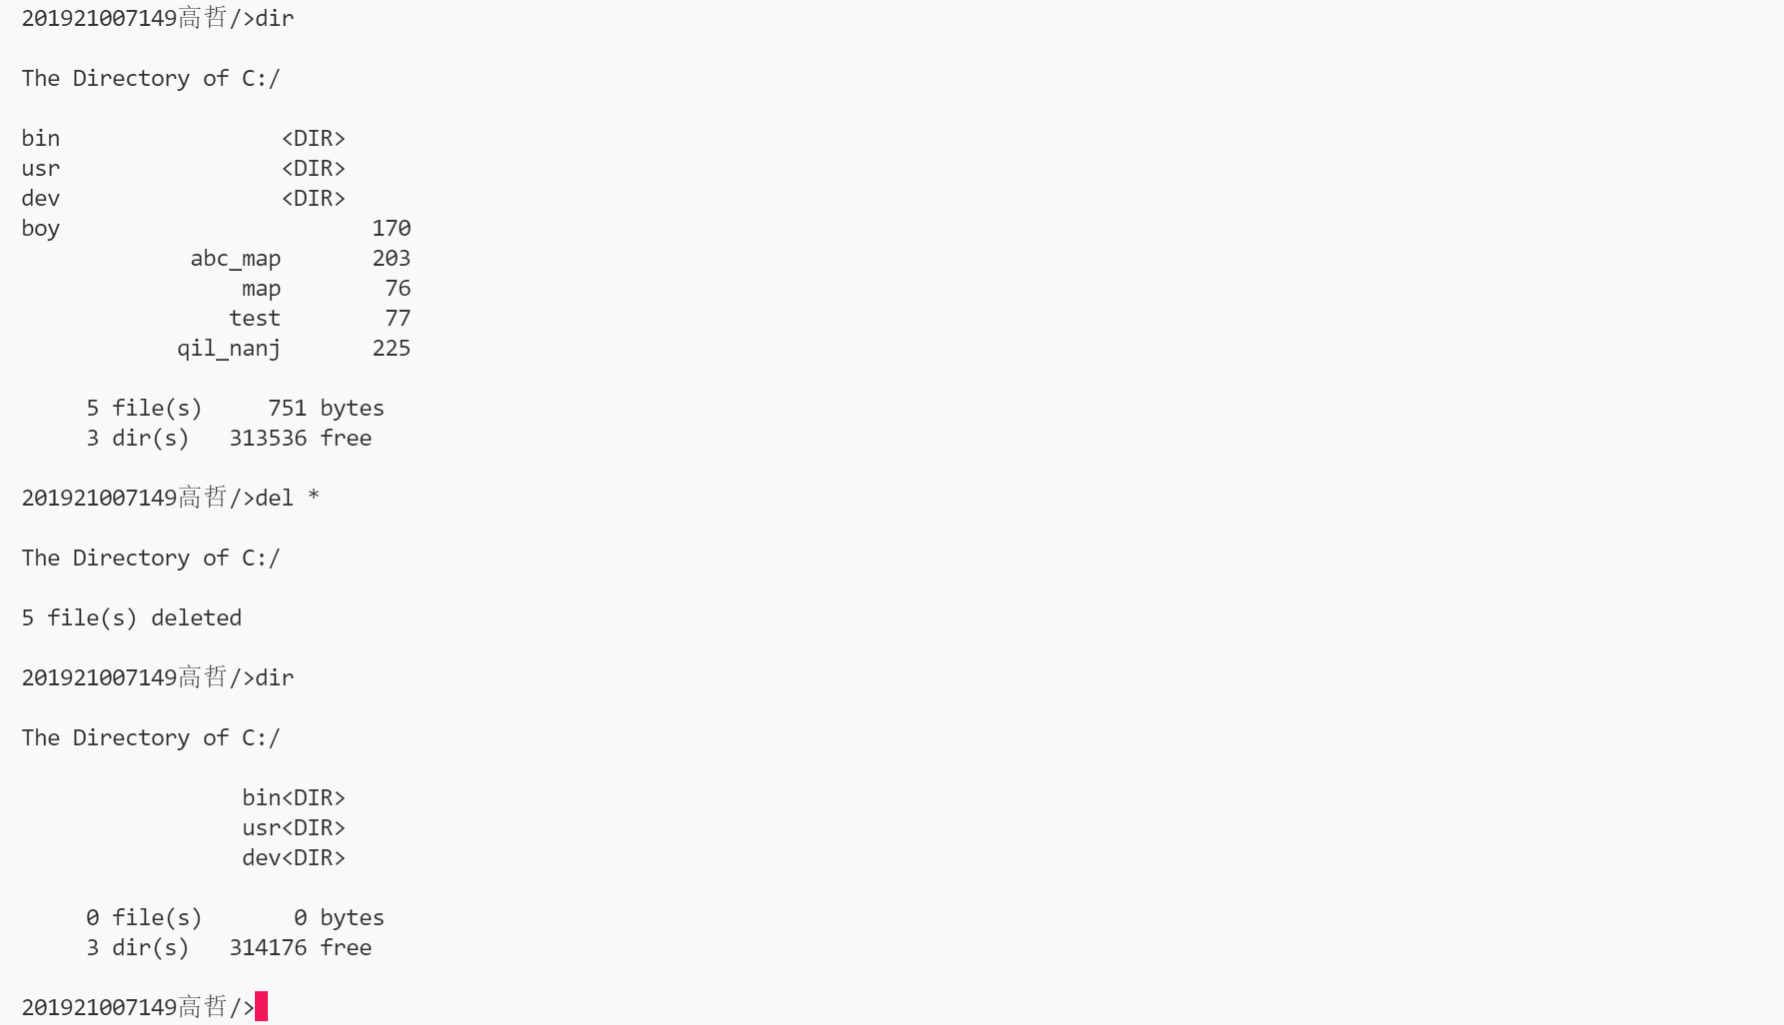 201921007149高哲/>dir
The Directory of C:/
bin                 <DIR>
usr                 <DIR>
dev                 <DIR>
boy                        170
             abc_map       203
                 map        76
                test        77
            qil_nanj       225
     5 file(s)     751 bytes
     3 dir(s)   313536 free
201921007149高哲/>del *
The Directory of C:/
5 file(s) deleted
201921007149高哲/>dir
The Directory of C:/
                 bin<DIR>
                 usr<DIR>
                 dev<DIR>
     0 file(s)       0 bytes
     3 dir(s)   314176 free
201921007149高哲/>